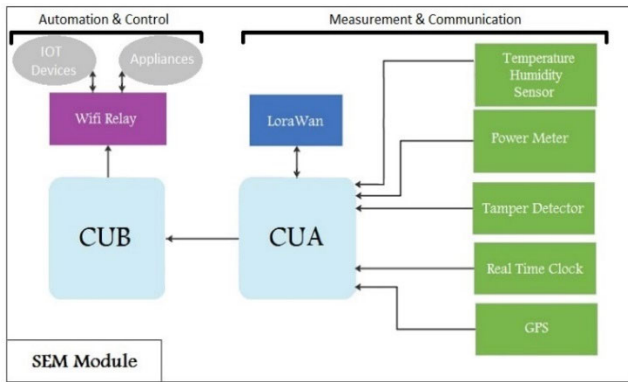 Automation & Control
Measurement & Communication
IOT
Devices
Appliances
Wifi Relay
LoraWan
Temperature
Humidity
Sensor
Power Meter
CUB
CUA
Tamper Detector
Real Time Clock
GPS
SEM Module